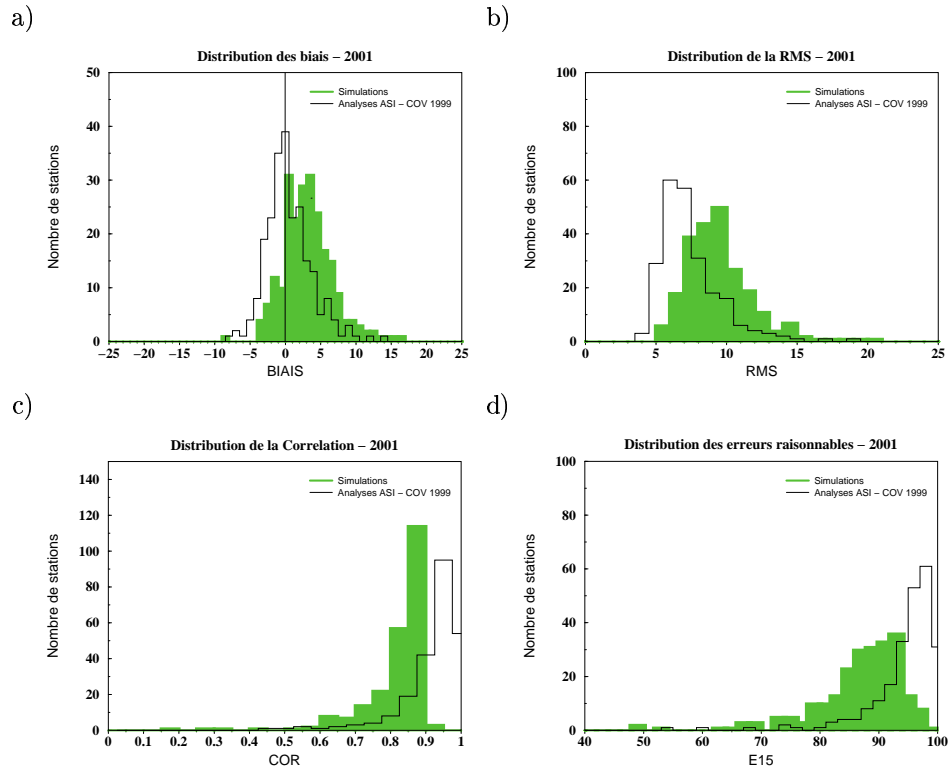 a)
Distribution des biais – 2001
Nombre de stations
50
40
30
20
10
0
Simulations
Analyses ASI – COV 1999
−25 −20 −15 −10 −5 0 5 10 15 20 25
BIAIS
b)
Distribution de la RMS – 2001
Nombre de stations
100
80
60
40
20
0
Simulations
Analyses ASI – COV 1999
0 5 10 15 20 25
RMS
c)
Distribution de la Correlation – 2001
Nombre de stations
140
120
100
80
60
40
20
0
Simulations
Analyses ASI – COV 1999
0 0.1 0.2 0.3 0.4 0.5 0.6 0.7 0.8 0.9 1
COR
d)
Distribution des erreurs raisonnables – 2001
Nombre de stations
100
80
60
40
20
0
Simulations
Analyses ASI – COV 1999
40 50 60 70 80 90 100
E15